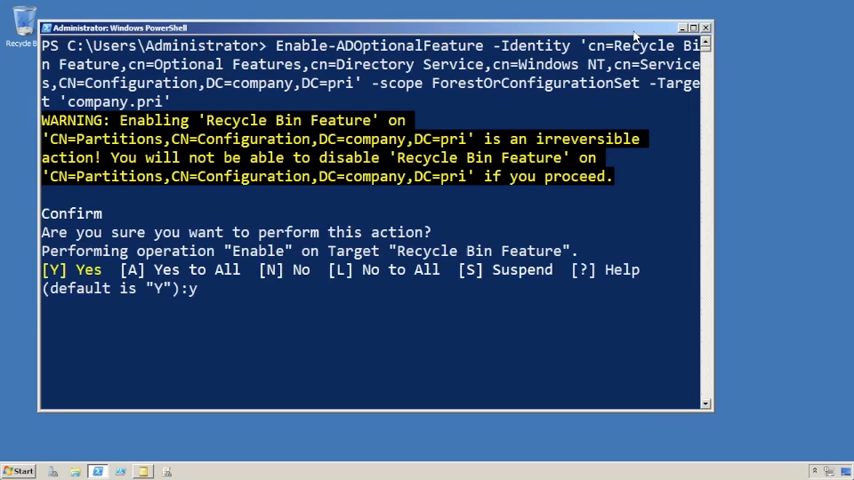 Recycle Bi
Administrator: Windows PowerShell
PS C:\Users\Administrator> Enable-ADOptionalFeature -Identity 'cn=Recycle Bi
n Feature,cn=Optional Features,cn=Directory Service,cn=Windows NT,cn=Service
s,CN=Configuration,DC=company,DC=pri' -scope ForestOrConfigurationSet -Targe
t 'company.pri'
WARNING: Enabling 'Recycle Bin Feature' on
'CN=Partitions,CN=Configuration,DC=company,DC=pri' is an irreversible
action! You will not be able to disable 'Recycle Bin Feature' on
'CN=Partitions,CN=Configuration,DC=company,DC=pri' if you proceed.
Confirm
Are you sure you want to perform this action?
Performing operation "Enable" on Target "Recycle Bin Feature".
[Y] Yes  [A] Yes to All  [N] No  [L] No to All  [S] Suspend  [?] Help
(default is "Y"):y
Start